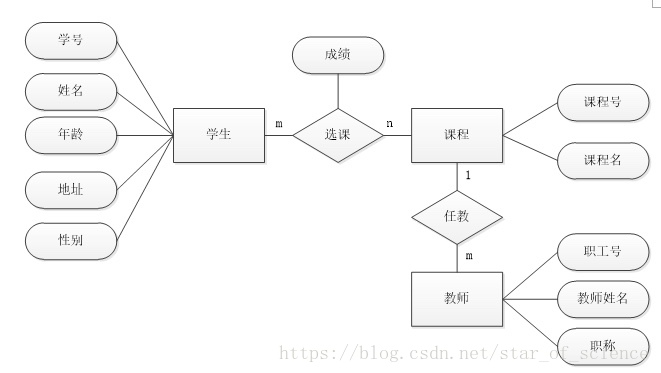 学号
姓名
年龄
地址
性别
学生
m
成绩
选课
n
课程
课程号
课程名
1
任教
m
教师
职工号
教师姓名
职称
https://blog.csdn.net/star_of_science